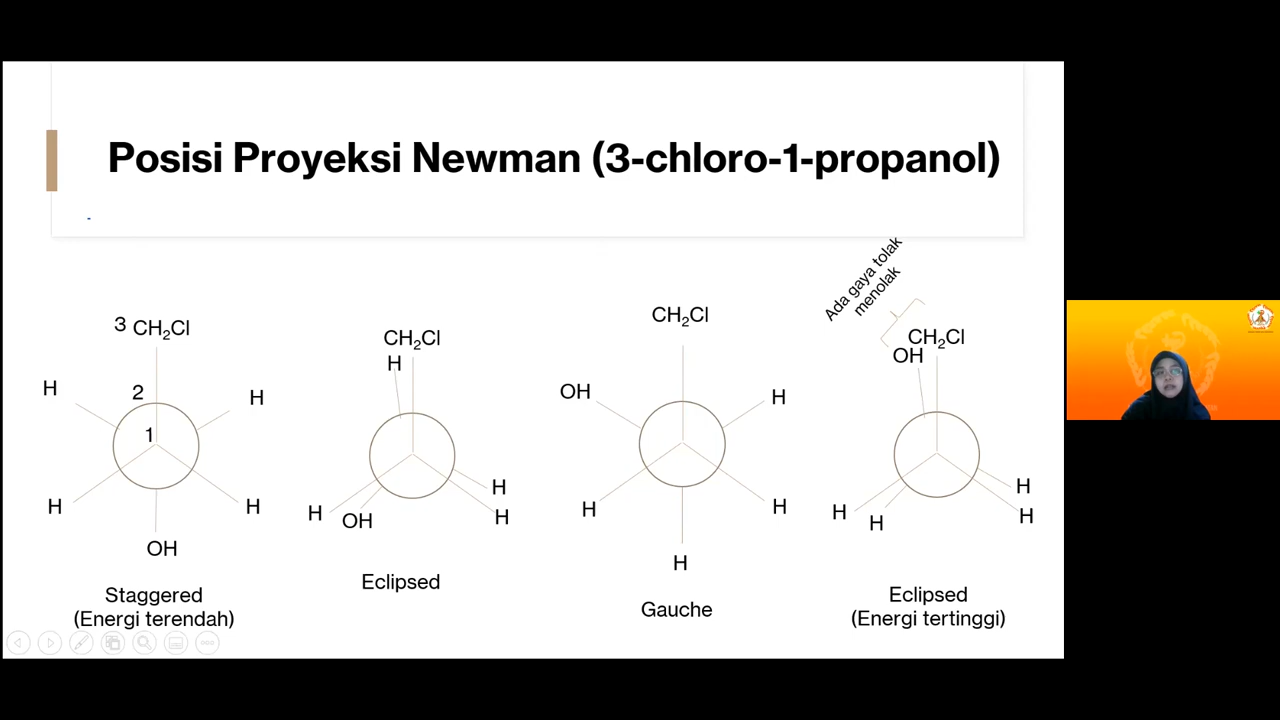 Posisi Proyeksi Newman (3-chloro-1-propanol)
-
3 CH₂Cl
H
2
H
1
H
H
OH
Staggered
(Energi terendah)
CH₂Cl
H
H
H
OH
H
Eclipsed
CH₂Cl
OH
H
H
H
H
Gauche
Ada gaya tolak
menolak
CH₂Cl
OH
H
H
H
H
Eclipsed
(Energi tertinggi)